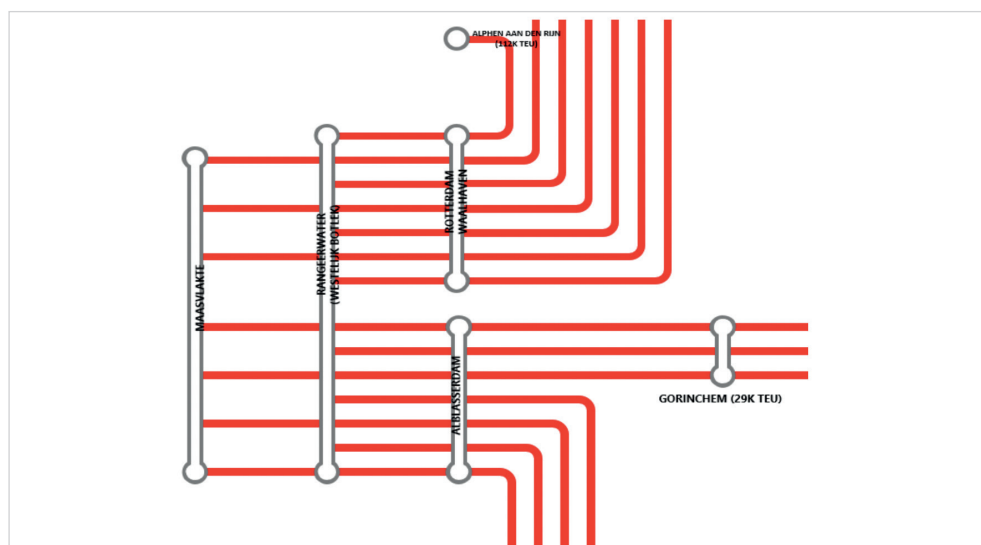 ALPHEN AAN DEN RIJN
(112K TEU)
ROTTERDAM
WAALHAVEN
RANGEERWATER
(WESTELIJK BOTLEK)
MAASVLAKTE
ALBLASSERDAM
GORINCHEM (29K TEU)